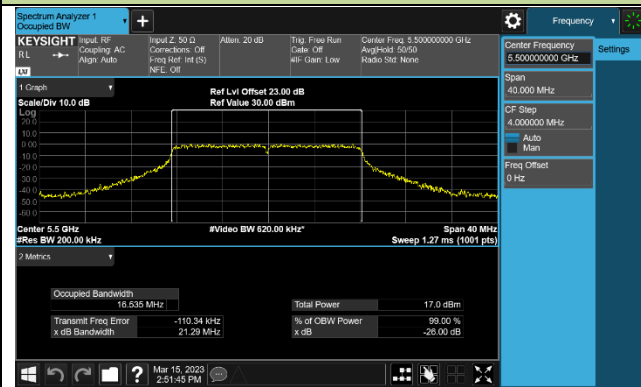 Spectrum Analyzer 1
Occupied BW
Frequency
KEYSIGHT
RL
Input: RF
Coupling: AC
Align: Auto
Input Z: 50 Ω
Corrections: Off
Freq Ref: Int (S)
NFE: Off
Atten: 20 dB
Trig: Free Run
Gate: Off
#IF Gain: Low
Center Freq: 5.500000000 GHz
Avg|Hold: 50/50
Radio Std: None
Center Frequency
5.500000000 GHz
Settings
Span
40.000 MHz
CF Step
4.000000 MHz
Auto
Man
Freq Offset
0 Hz
1 Graph
Scale/Div 10.0 dB
Ref Lvl Offset 23.00 dB
Ref Value 30.00 dBm
Log
20.0
10.0
0.00
-10.0
-20.0
-30.0
-40.0
-50.0
-60.0
Center 5.5 GHz
#Res BW 200.00 kHz
#Video BW 620.00 kHz*
Span 40 MHz
Sweep 1.27 ms (1001 pts)
2 Metrics
Occupied Bandwidth
16.535 MHz
Total Power 17.0 dBm
Transmit Freq Error -110.34 kHz
% of OBW Power 99.00 %
x dB Bandwidth 21.29 MHz
x dB -26.00 dB
?
Mar 15, 2023
2:51:45 PM